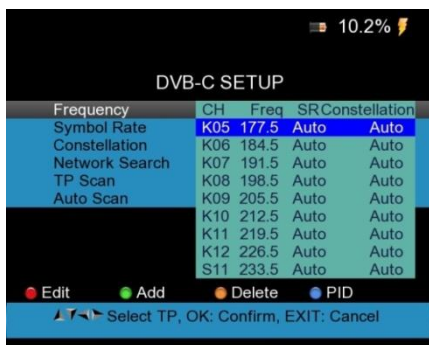 10.2%
DVB-C SETUP
Frequency CH Freq SR Constellation
Symbol Rate K05 177.5 Auto Auto
Constellation K06 184.5 Auto Auto
Network Search K07 191.5 Auto Auto
TP Scan K08 198.5 Auto Auto
Auto Scan K09 205.5 Auto Auto
K10 212.5 Auto Auto
K11 219.5 Auto Auto
K12 226.5 Auto Auto
S11 233.5 Auto Auto
Edit Add Delete PID
Select TP, OK: Confirm, EXIT: Cancel